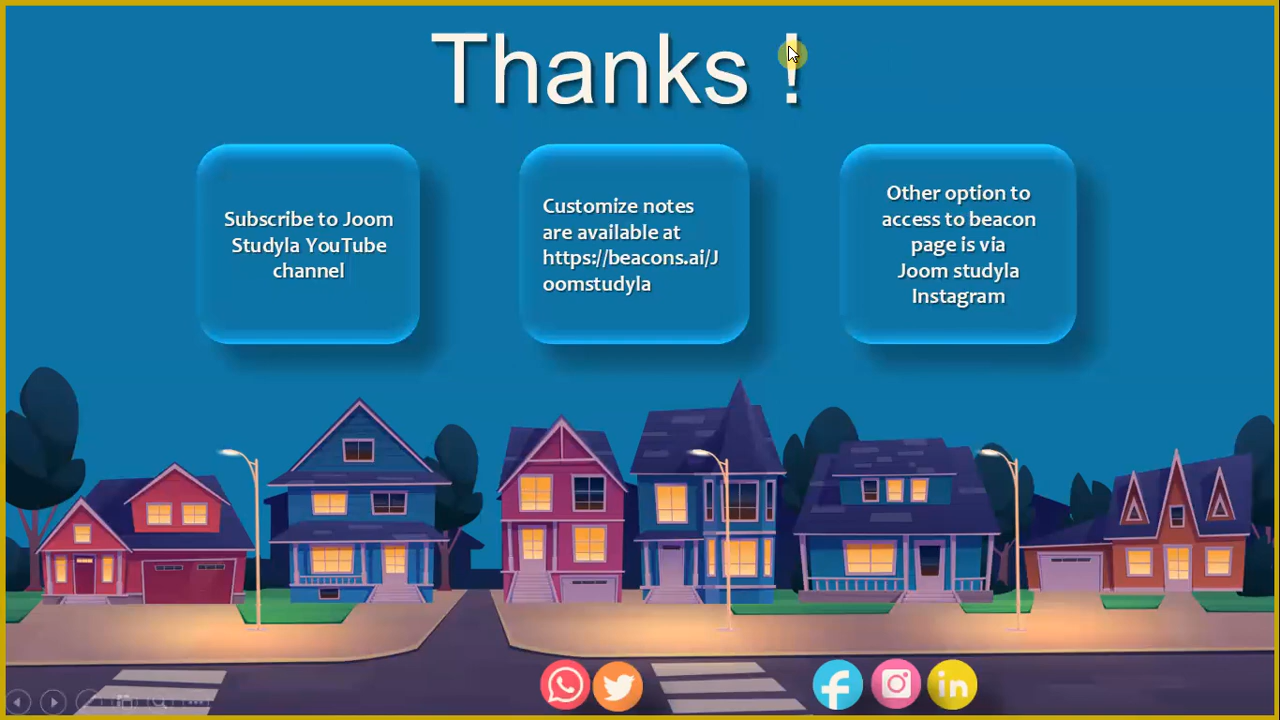 Thanks !
Subscribe to Joom
Studyla YouTube
channel
Customize notes
are available at
https://beacons.ai/J
oomstudyla
Other option to
access to beacon
page is via
Joom studyla
Instagram
in